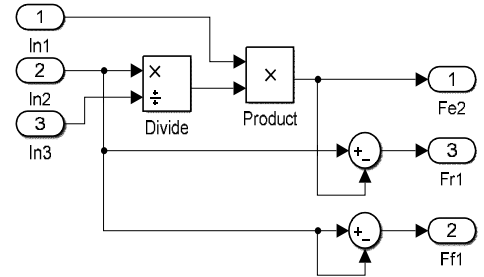 1
In1
2
In2
3
In3
×
÷
Divide
×
Product
1
Fe2
+
−
3
Fr1
+
−
2
Ff1